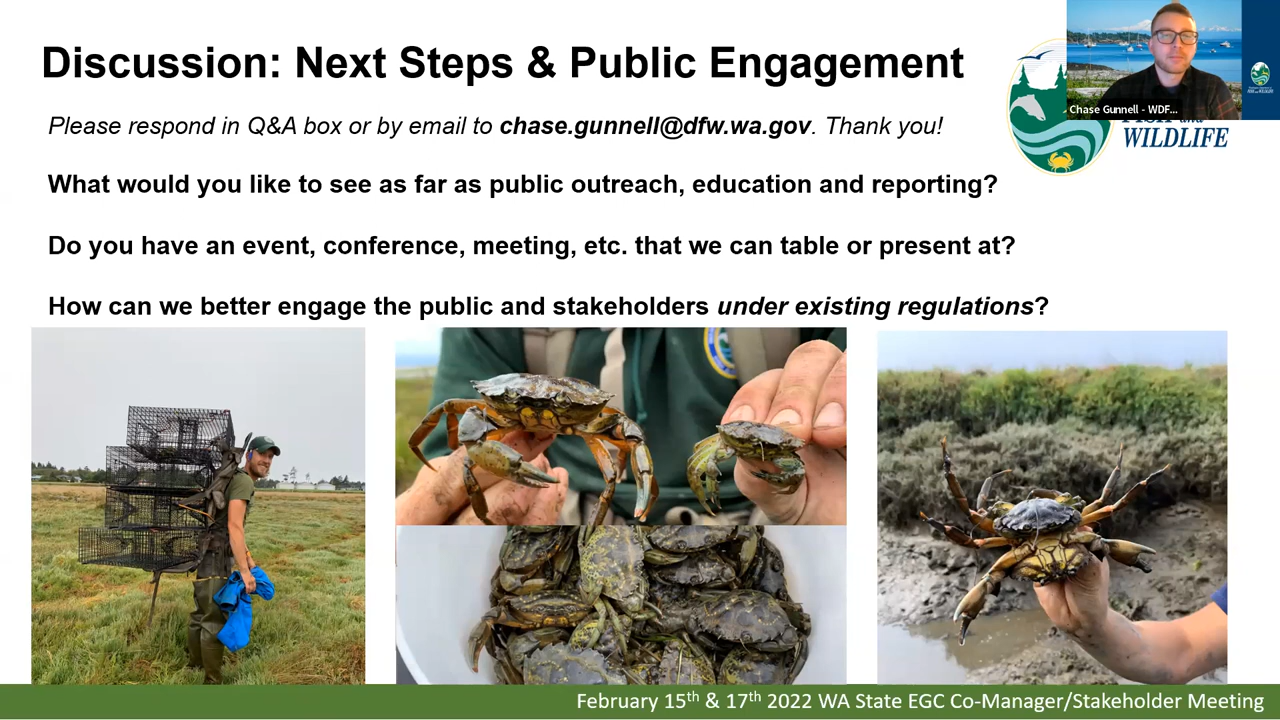 Discussion: Next Steps & Public Engagement
Please respond in Q&A box or by email to chase.gunnell@dfw.wa.gov. Thank you!
Chase Gunnell - WDF...
WILDLIFE
What would you like to see as far as public outreach, education and reporting?
Do you have an event, conference, meeting, etc. that we can table or present at?
How can we better engage the public and stakeholders under existing regulations?
February 15th & 17th 2022 WA State EGC Co-Manager/Stakeholder Meeting